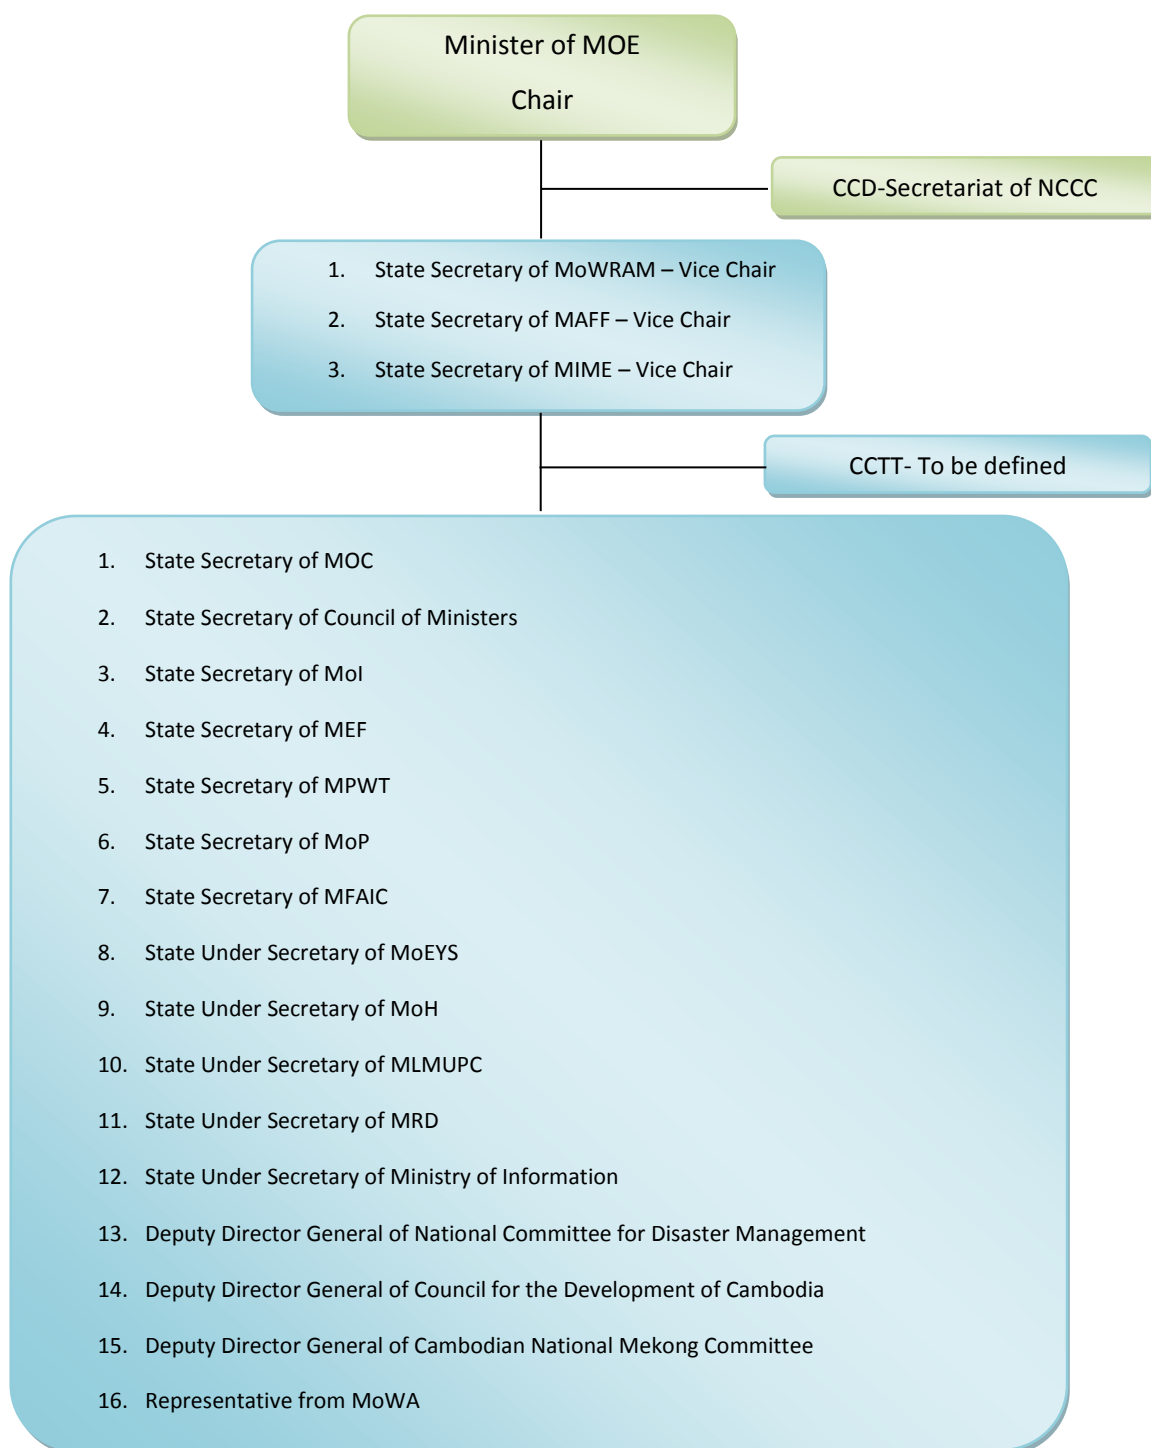 Minister of MOE
Chair
CCD-Secretariat of NCCC
1. State Secretary of MoWRAM – Vice Chair
2. State Secretary of MAFF – Vice Chair
3. State Secretary of MIME – Vice Chair
CCTT- To be defined
1. State Secretary of MOC
2. State Secretary of Council of Ministers
3. State Secretary of MoI
4. State Secretary of MEF
5. State Secretary of MPWT
6. State Secretary of MoP
7. State Secretary of MFAIC
8. State Under Secretary of MoEYS
9. State Under Secretary of MoH
10. State Under Secretary of MLMUPC
11. State Under Secretary of MRD
12. State Under Secretary of Ministry of Information
13. Deputy Director General of National Committee for Disaster Management
14. Deputy Director General of Council for the Development of Cambodia
15. Deputy Director General of Cambodian National Mekong Committee
16. Representative from MoWA